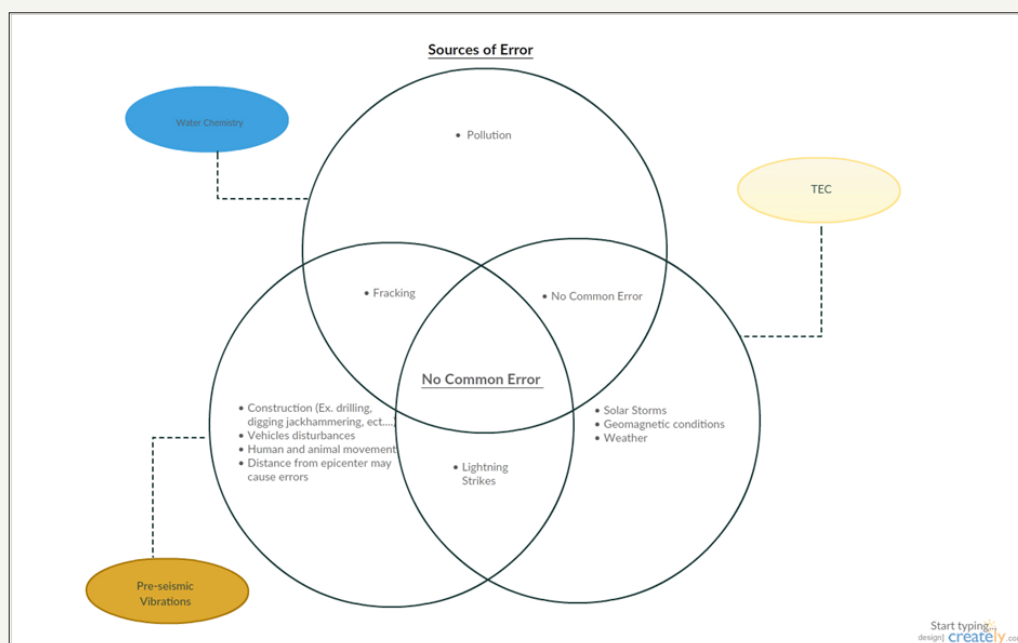 Sources of Error
Water Chemistry
• Pollution
TEC
• Fracking
• No Common Error
No Common Error
• Construction (Ex. drilling,
digging jackhammering, ect....,)
• Vehicles disturbances
• Human and animal movement
• Distance from epicenter may
cause errors
• Solar Storms
• Geomagnetic conditions
• Weather
• Lightning
Strikes
Pre-seismic
Vibrations
Start typing...
design| creately.com